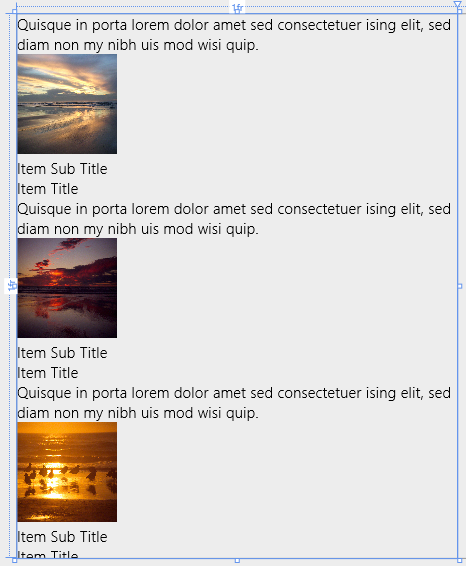 Quisque in porta lorem dolor amet sed consectetuer ising elit, sed
diam non my nibh uis mod wisi quip.
Item Sub Title
Item Title
Quisque in porta lorem dolor amet sed consectetuer ising elit, sed
diam non my nibh uis mod wisi quip.
Item Sub Title
Item Title
Quisque in porta lorem dolor amet sed consectetuer ising elit, sed
diam non my nibh uis mod wisi quip.
Item Sub Title
Item Title